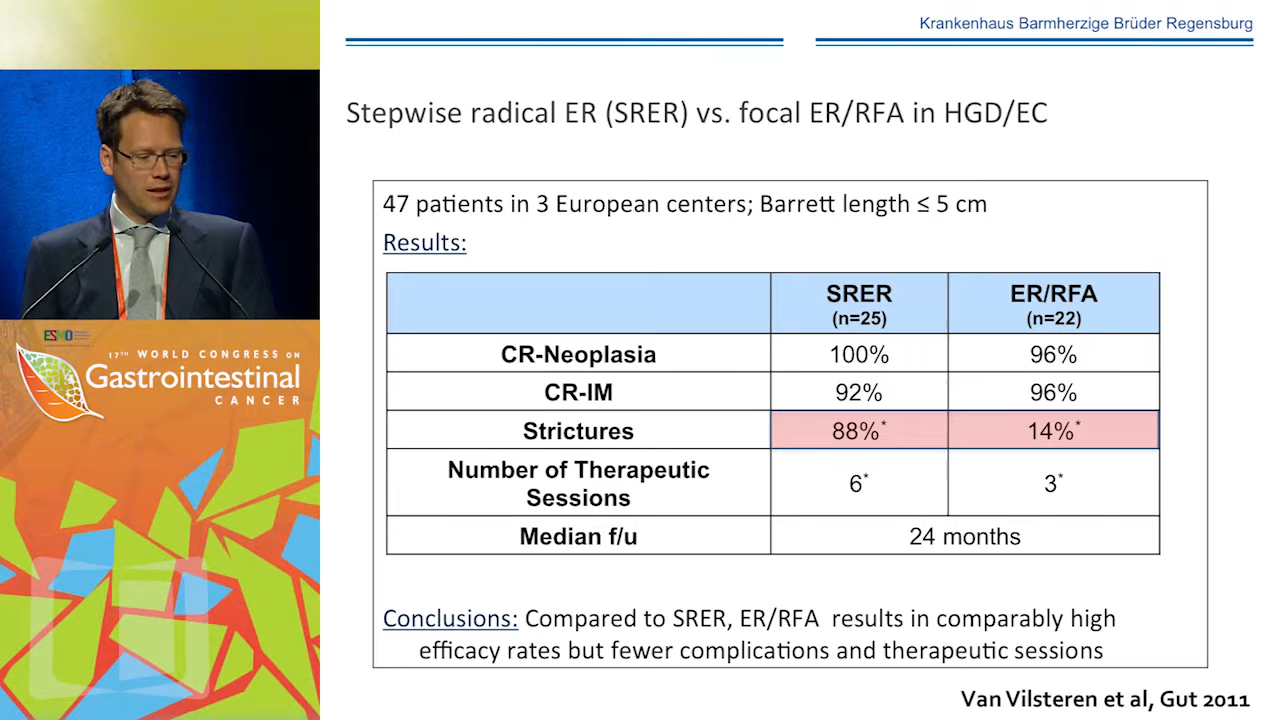 Krankenhaus Barmherzige Brüder Regensburg
Stepwise radical ER (SRER) vs. focal ER/RFA in HGD/EC
47 patients in 3 European centers; Barrett length ≤ 5 cm
Results:
SRER ER/RFA
(n=25) (n=22)
CR-Neoplasia 100% 96%
CR-IM 92% 96%
Strictures 88%* 14%*
Number of Therapeutic
Sessions 6* 3*
Median f/u 24 months
Conclusions: Compared to SRER, ER/RFA results in comparably high
efficacy rates but fewer complications and therapeutic sessions
Van Vilsteren et al, Gut 2011
ESMO
17TH WORLD CONGRESS ON
Gastrointestinal
CANCER